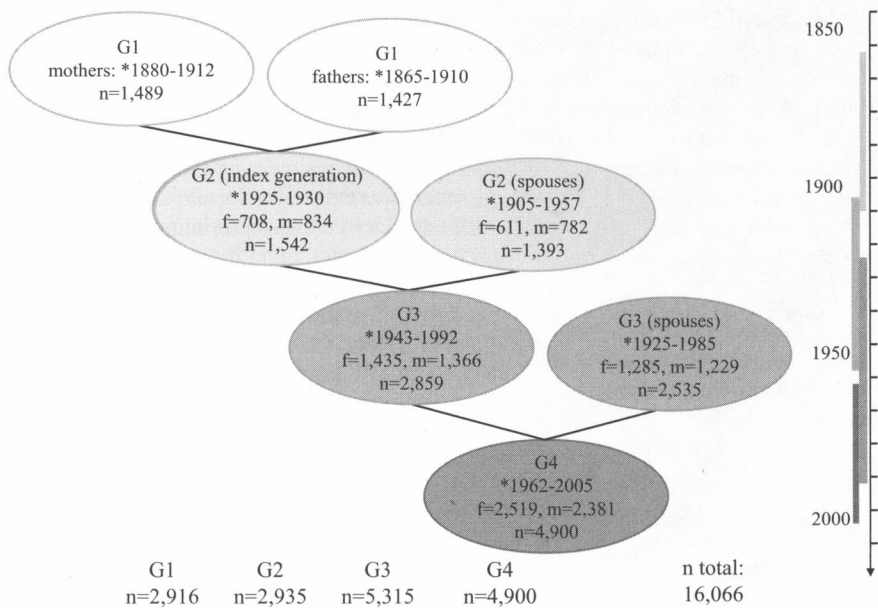 G1
mothers: *1880-1912
n=1,489
G1
fathers: *1865-1910
n=1,427
G2 (index generation)
*1925-1930
f=708, m=834
n=1,542
G2 (spouses)
*1905-1957
f=611, m=782
n=1,393
G3
*1943-1992
f=1,435, m=1,366
n=2,859
G3 (spouses)
*1925-1985
f=1,285, m=1,229
n=2,535
G4
*1962-2005
f=2,519, m=2,381
n=4,900
1850
1900
1950
2000
G1 G2 G3 G4 n total:
n=2,916 n=2,935 n=5,315 n=4,900 16,066